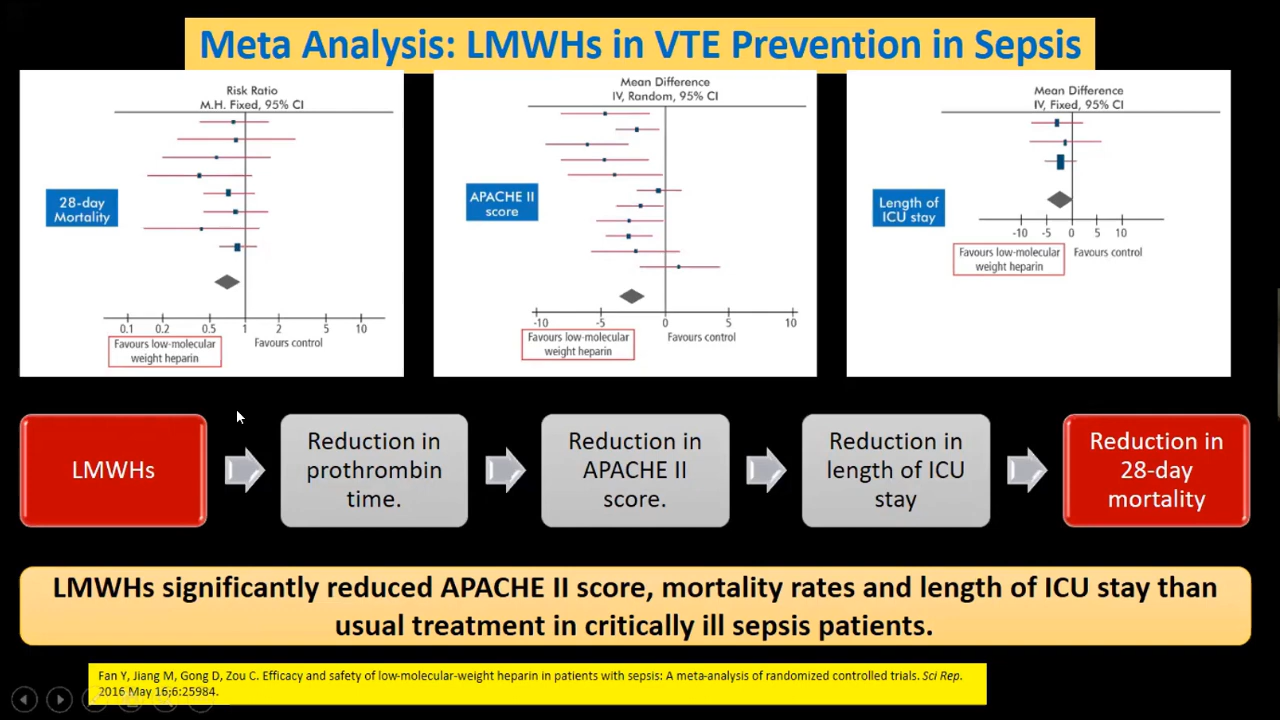 Meta Analysis: LMWHs in VTE Prevention in Sepsis
Risk Ratio
M.H. Fixed, 95% CI
28-day
Mortality
0.1 0.2 0.5 1 2 5 10
Favours low-molecular
weight heparin
Favours control
Mean Difference
IV, Random, 95% CI
APACHE II
score
-10 -5 0 5 10
Favours low-molecular
weight heparin
Favours control
Mean Difference
IV, Fixed, 95% CI
Length of
ICU stay
-10 -5 0 5 10
Favours low-molecular
weight heparin
Favours control
LMWHs
Reduction in
prothrombin
time.
Reduction in
APACHE II
score.
Reduction in
length of ICU
stay
Reduction in
28-day
mortality
LMWHs significantly reduced APACHE II score, mortality rates and length of ICU stay than
usual treatment in critically ill sepsis patients.
Fan Y, Jiang M, Gong D, Zou C. Efficacy and safety of low-molecular-weight heparin in patients with sepsis: A meta-analysis of randomized controlled trials. Sci Rep.
2016 May 16;6:25984.